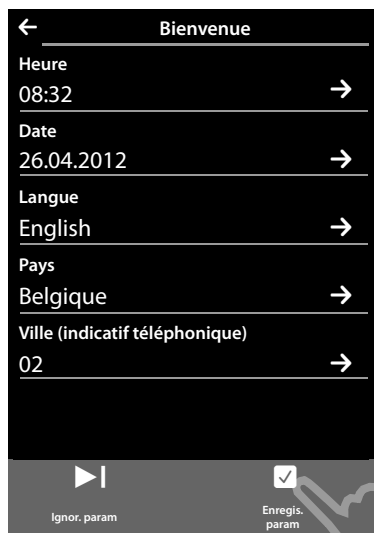 Bienvenue
Heure
08:32
Date
26.04.2012
Langue
English
Pays
Belgique
Ville (indicatif téléphonique)
02
Ignor. param
Enregis.
param